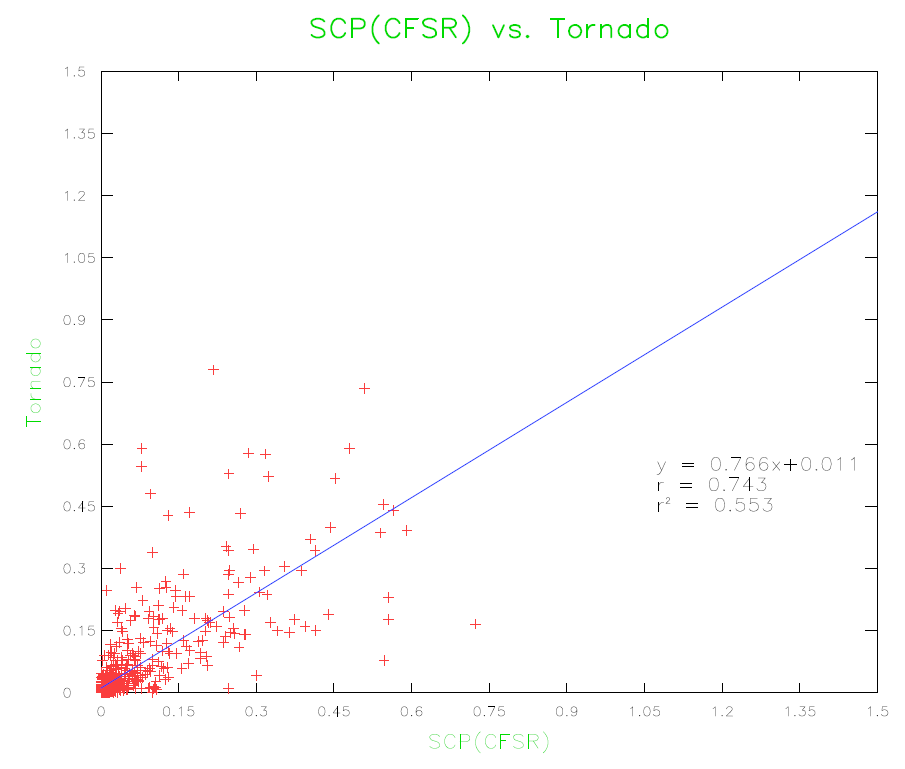 SCP(CFSR) vs. Tornado
1.5
1.35
1.2
1.05
0.9
0.75
0.6
0.45
0.3
0.15
0
Tornado
y = 0.766x+0.011
r = 0.743
r² = 0.553
0 0.15 0.3 0.45 0.6 0.75 0.9 1.05 1.2 1.35 1.5
SCP(CFSR)